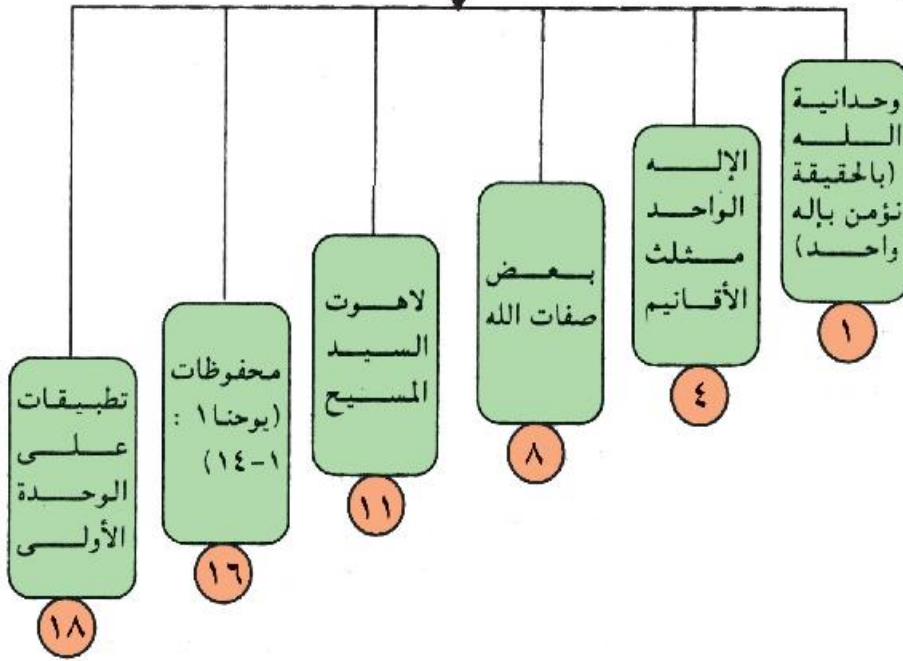 وحدانية
الله
(بالحقيقة
نؤمن بإله
واحد)
١
الإله
الواحد
مثلث
الأقانيم
٤
بعض
صفات الله
٨
لاهوت
السيد
المسيح
١١
محفوظات
(يوحنا ١ :
١-١٤)
١٦
تطبيقات
على
الوحدة
الأولى
١٨